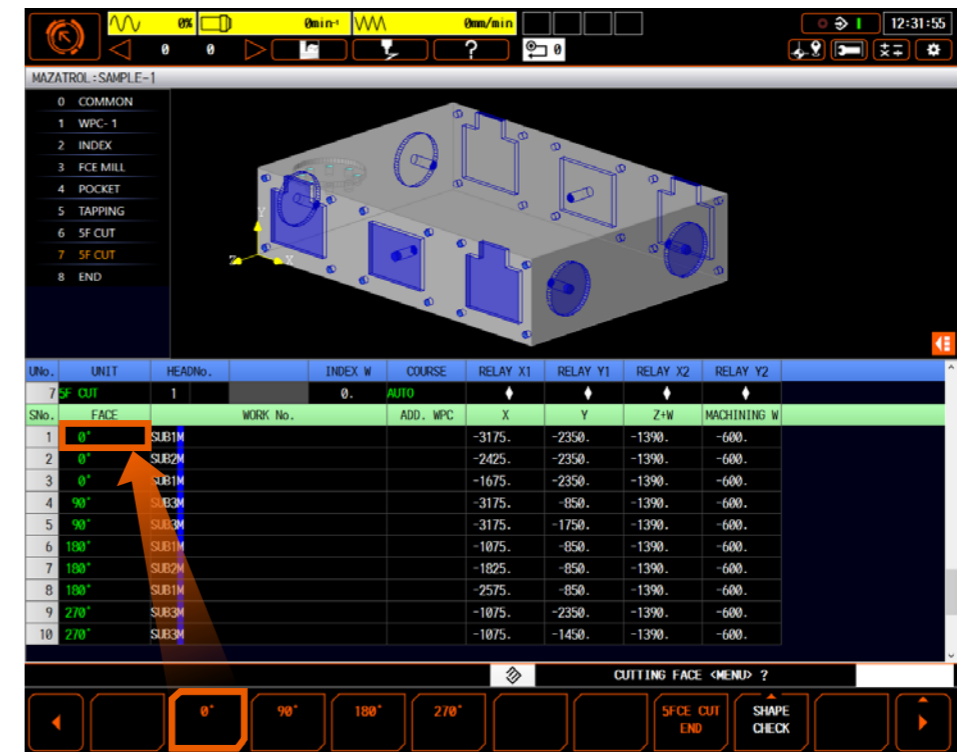 0% 0min-¹ 0mm/min 12:31:55
0 0 ? 0
MAZATROL:SAMPLE-1
0 COMMON
1 WPC- 1
2 INDEX
3 FCE MILL
4 POCKET
5 TAPPING
6 5F CUT
7 5F CUT
8 END
Y
Z X
UNo. UNIT HEADNo. INDEX W COURSE RELAY X1 RELAY Y1 RELAY X2 RELAY Y2
7 5F CUT 1 0. AUTO ♦ ♦ ♦ ♦
SNo. FACE WORK No. ADD. WPC X Y Z+W MACHINING W
1 0° SUB1M -3175. -2350. -1390. -600.
2 0° SUB2M -2425. -2350. -1390. -600.
3 0° SUB1M -1675. -2350. -1390. -600.
4 90° SUB3M -3175. -850. -1390. -600.
5 90° SUB3M -3175. -1750. -1390. -600.
6 180° SUB1M -1075. -850. -1390. -600.
7 180° SUB2M -1825. -850. -1390. -600.
8 180° SUB1M -2575. -850. -1390. -600.
9 270° SUB3M -1075. -2350. -1390. -600.
10 270° SUB3M -1075. -1450. -1390. -600.
CUTTING FACE <MENU> ?
0° 90° 180° 270° 5FCE CUT SHAPE
END CHECK